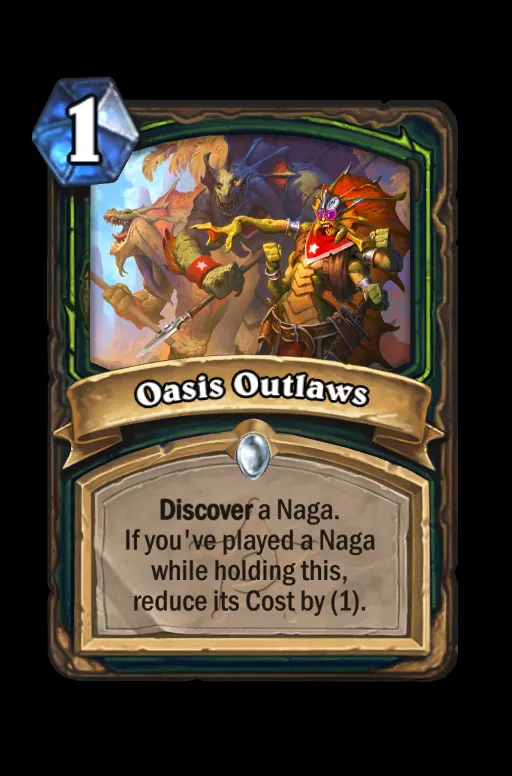 1
Oasis Outlaws
Discover a Naga.
If you've played a Naga
while holding this,
reduce its Cost by (1).